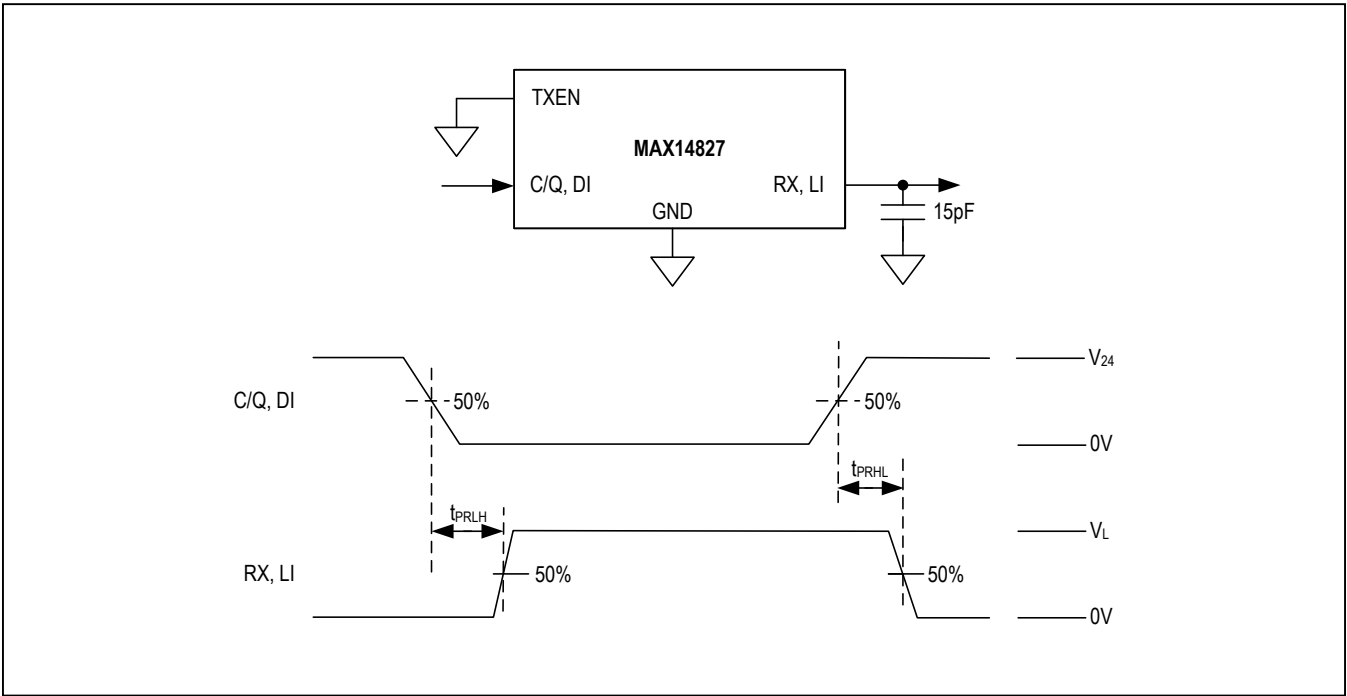 TXEN
MAX14827
C/Q, DI
RX, LI
GND
15pF
C/Q, DI
50%
50%
V24
0V
tPRHL
tPRLH
RX, LI
50%
50%
VL
0V